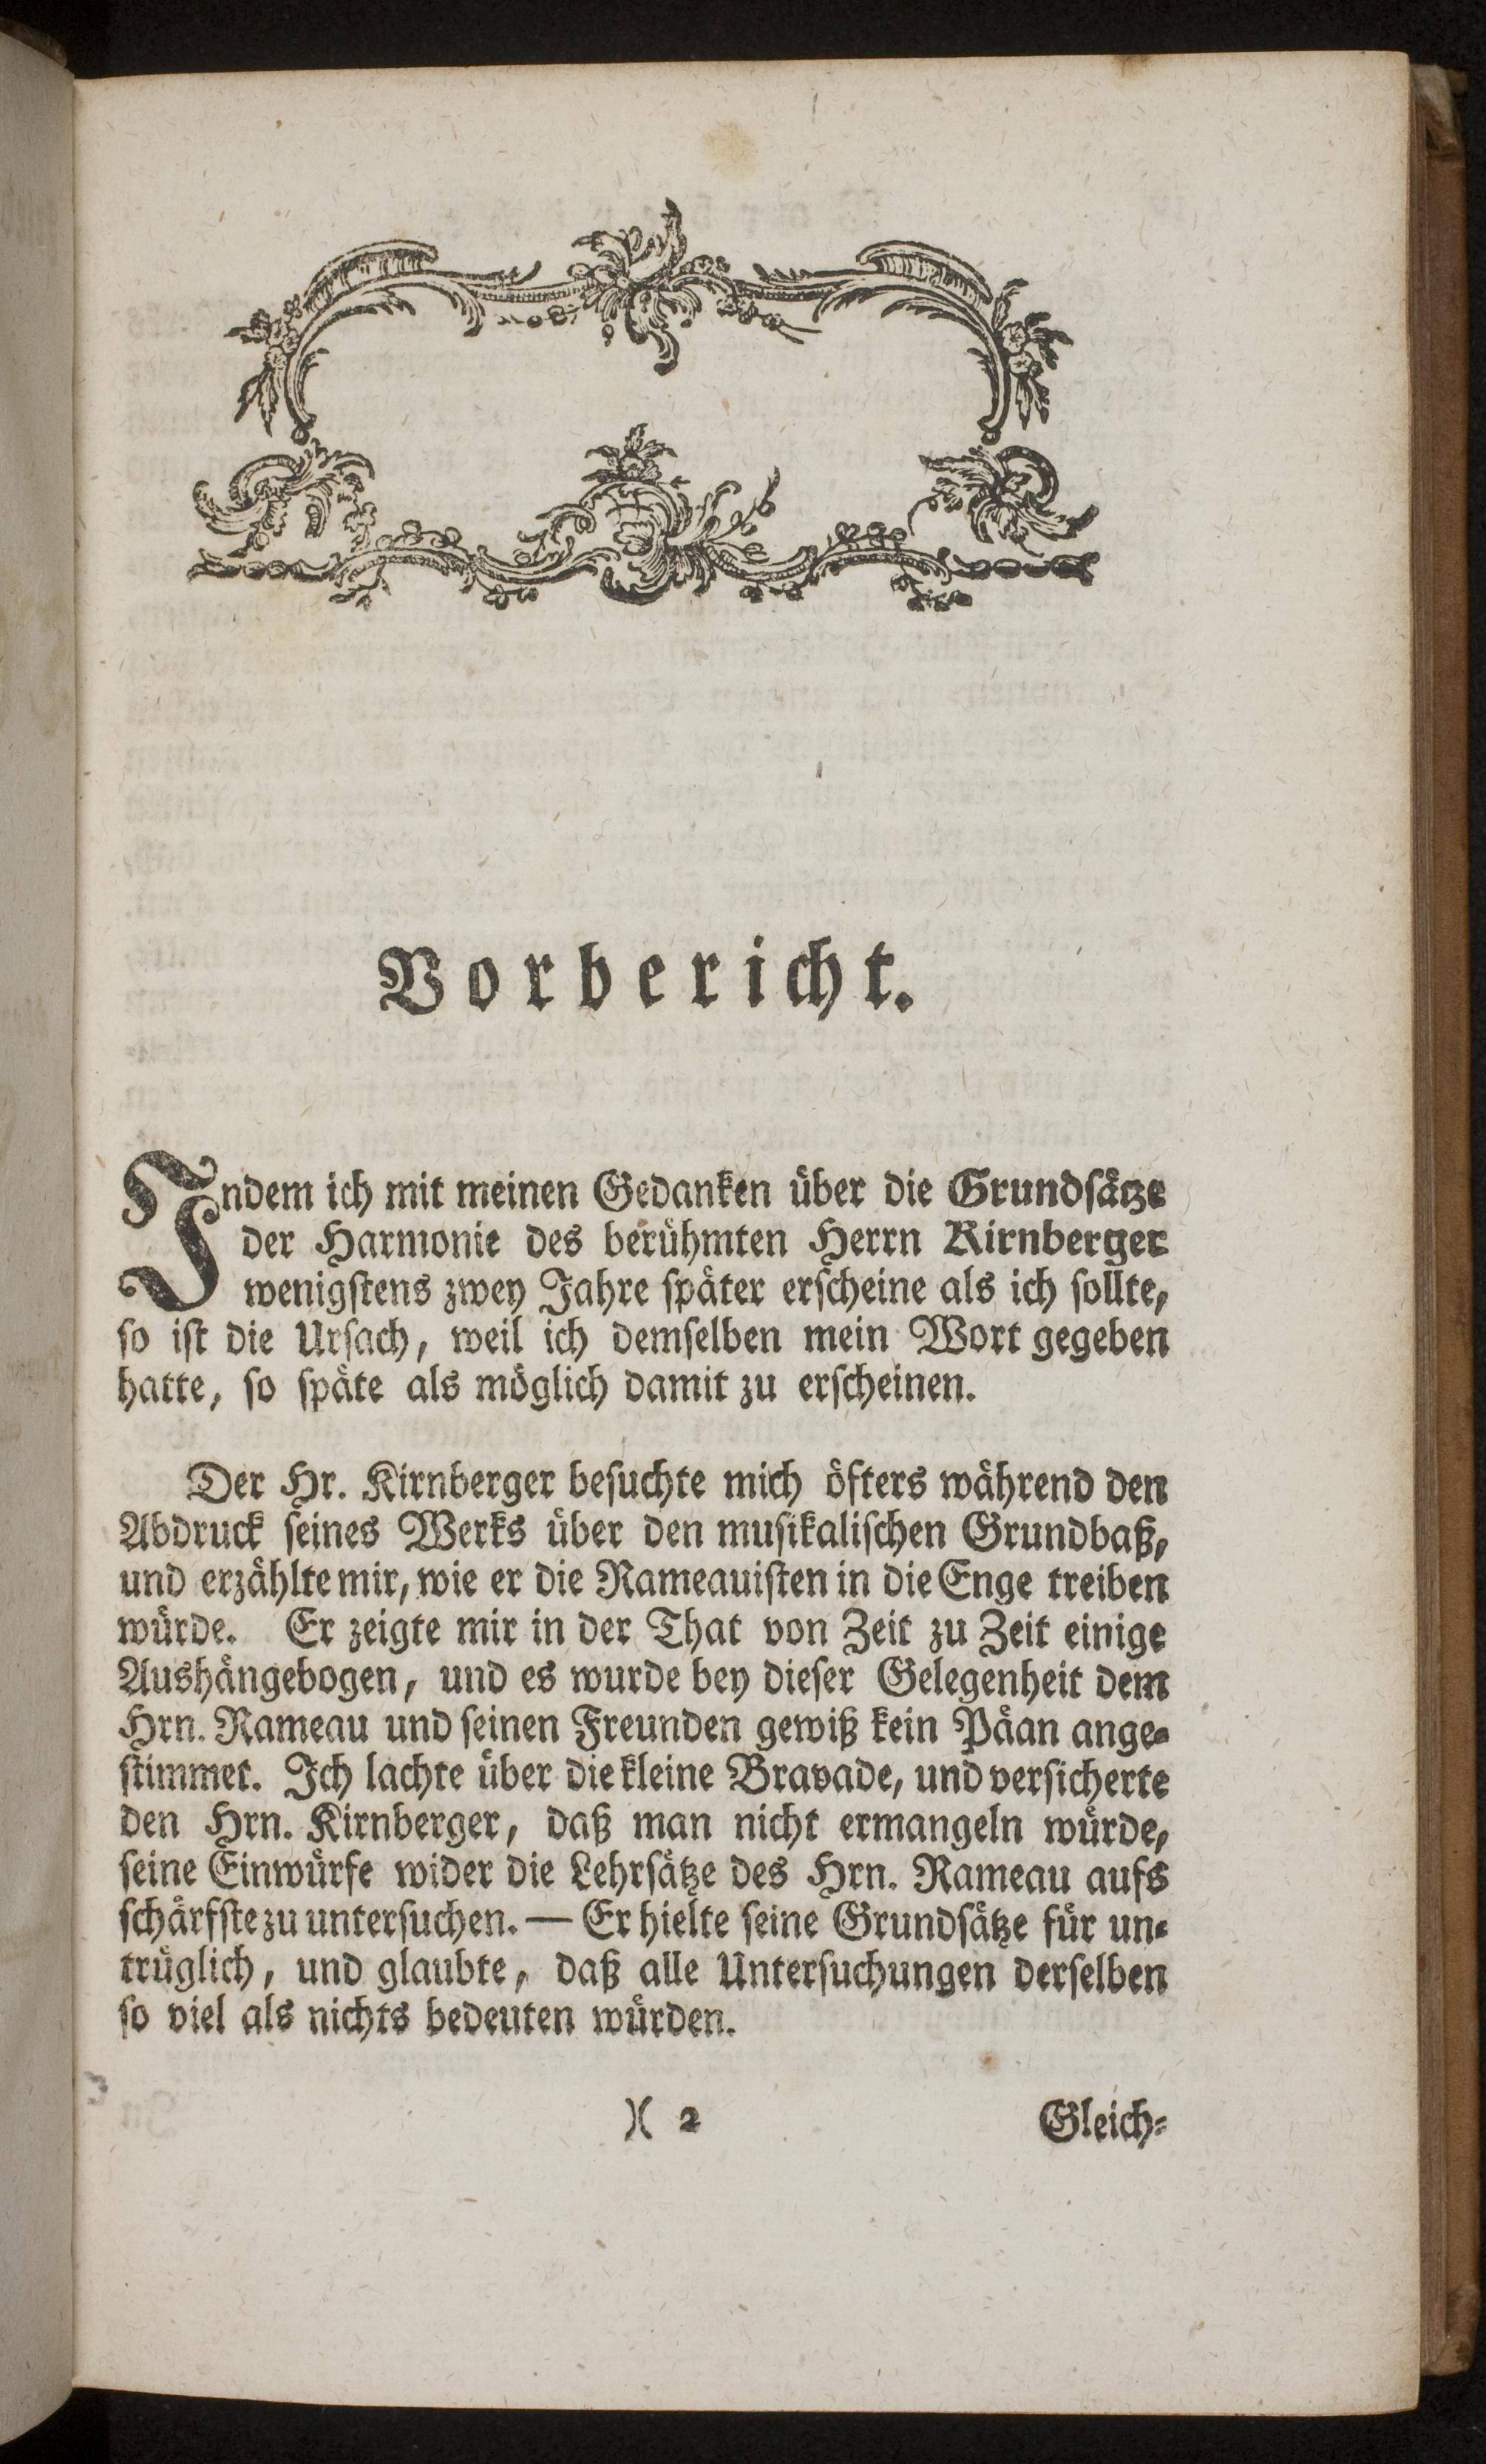 Vorbericht.
Indem ich mit meinen Gedanken über die Grundsätze
der Harmonie des berühmten Herrn Kirnberger
wenigstens zwey Jahre später erscheine als ich sollte,
so ist die Ursach, weil ich demselben mein Wort gegeben
hatte, so späte als möglich damit zu erscheinen.
Der Hr. Kirnberger besuchte mich öfters während den
Abdruck seines Werks über den musikalischen Grundbaß,
und erzählte mir, wie er die Rameauisten in die Enge treiben
würde. Er zeigte mir in der That von Zeit zu Zeit einige
Aushängebogen, und es wurde bey dieser Gelegenheit dem
Hrn. Rameau und seinen Freunden gewiß kein Päan ange-
stimmet. Ich lachte über die kleine Bravade, und versicherte
den Hrn. Kirnberger, daß man nicht ermangeln würde,
seine Einwürfe wider die Lehrsätze des Hrn. Rameau aufs
schärfste zu untersuchen. — Er hielte seine Grundsätze für un-
trüglich, und glaubte, daß alle Untersuchungen derselben
so viel als nichts bedeuten würden.
)( 2 Gleich-